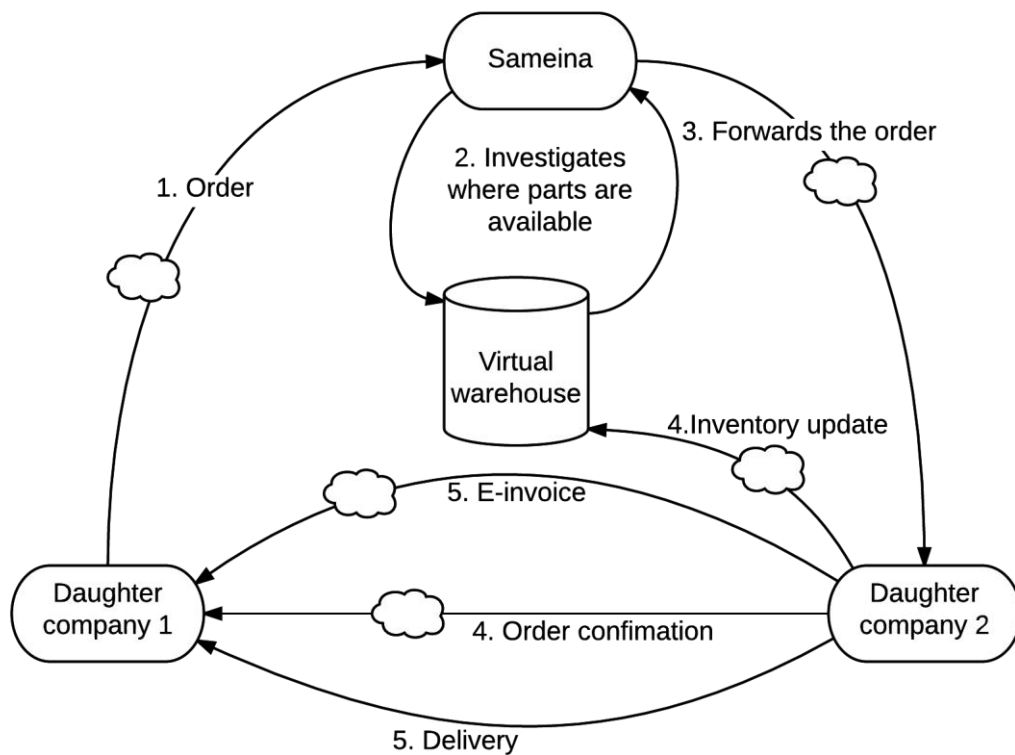 Sameina
3. Forwards the order
2. Investigates
where parts are
available
1. Order
Virtual
warehouse
4.Inventory update
5. E-invoice
Daughter
company 1
Daughter
company 2
4. Order confimation
5. Delivery